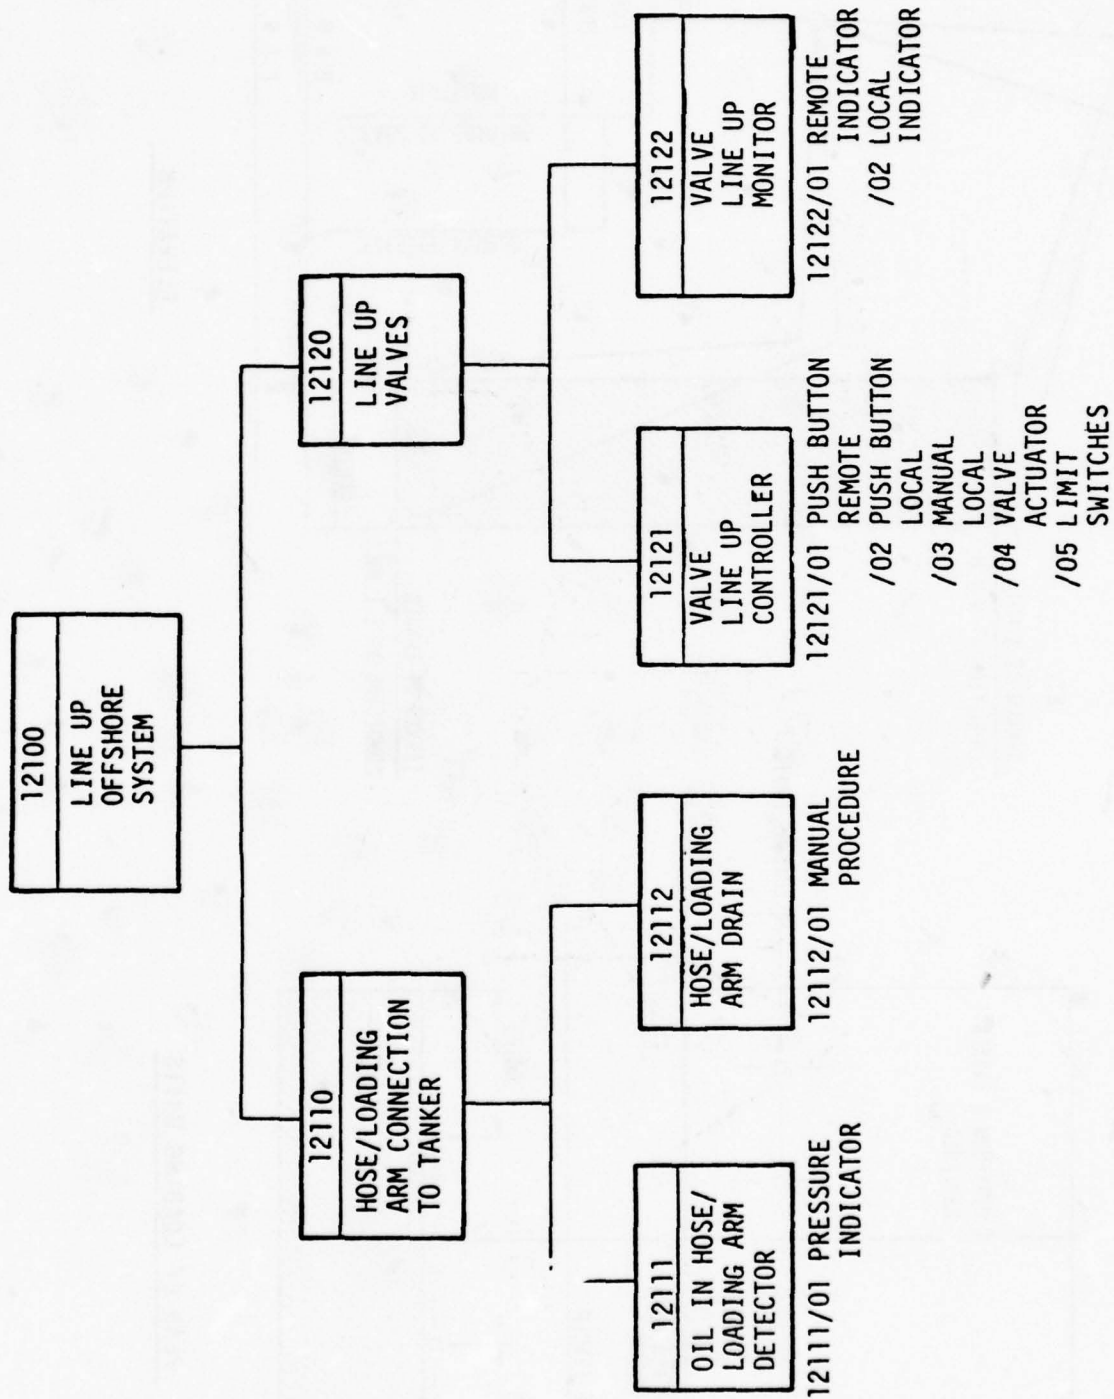 12100
LINE UP
OFFSHORE
SYSTEM
12110
HOSE/LOADING
ARM CONNECTION
TO TANKER
12120
LINE UP
VALVES
12111
OIL IN HOSE/
LOADING ARM
DETECTOR
12111/01 PRESSURE
INDICATOR
12112
HOSE/LOADING
ARM DRAIN
12112/01 MANUAL
PROCEDURE
12121
VALVE
LINE UP
CONTROLLER
12121/01 PUSH BUTTON
REMOTE
/02 PUSH BUTTON
LOCAL
/03 MANUAL
LOCAL
/04 VALVE
ACTUATOR
/05 LIMIT
SWITCHES
12122
VALVE
LINE UP
MONITOR
12122/01 REMOTE
INDICATOR
/02 LOCAL
INDICATOR